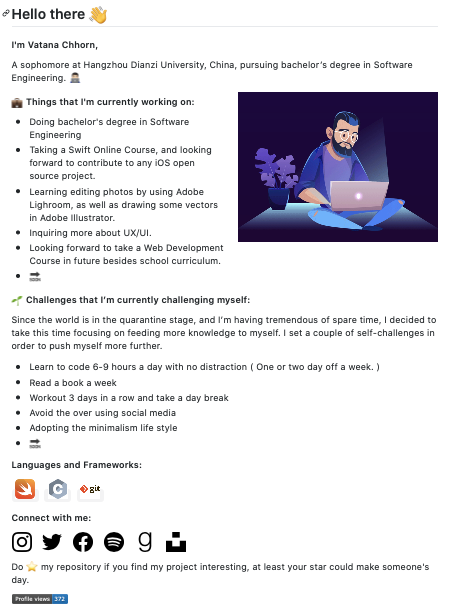 Hello there 👋
I'm Vatana Chhorn,
A sophomore at Hangzhou Dianzi University, China, pursuing bachelor's degree in Software
Engineering. 👨🏻‍💻
💼 Things that I'm currently working on:
Doing bachelor's degree in Software
Engineering
Taking a Swift Online Course, and looking
forward to contribute to any iOS open
source project.
Learning editing photos by using Adobe
Lighroom, as well as drawing some vectors
in Adobe Illustrator.
Inquiring more about UX/UI.
Looking forward to take a Web Development
Course in future besides school curriculum.
🔜
🌱 Challenges that I'm currently challenging myself:
Since the world is in the quarantine stage, and I'm having tremendous of spare time, I decided to
take this time focusing on feeding more knowledge to myself. I set a couple of self-challenges in
order to push myself more further.
Learn to code 6-9 hours a day with no distraction ( One or two day off a week. )
Read a book a week
Workout 3 days in a row and take a day break
Avoid the over using social media
Adopting the minimalism life style
🔜
Languages and Frameworks:
C git
Connect with me:
Do ⭐ my repository if you find my project interesting, at least your star could make someone's
day.
Profile views 372